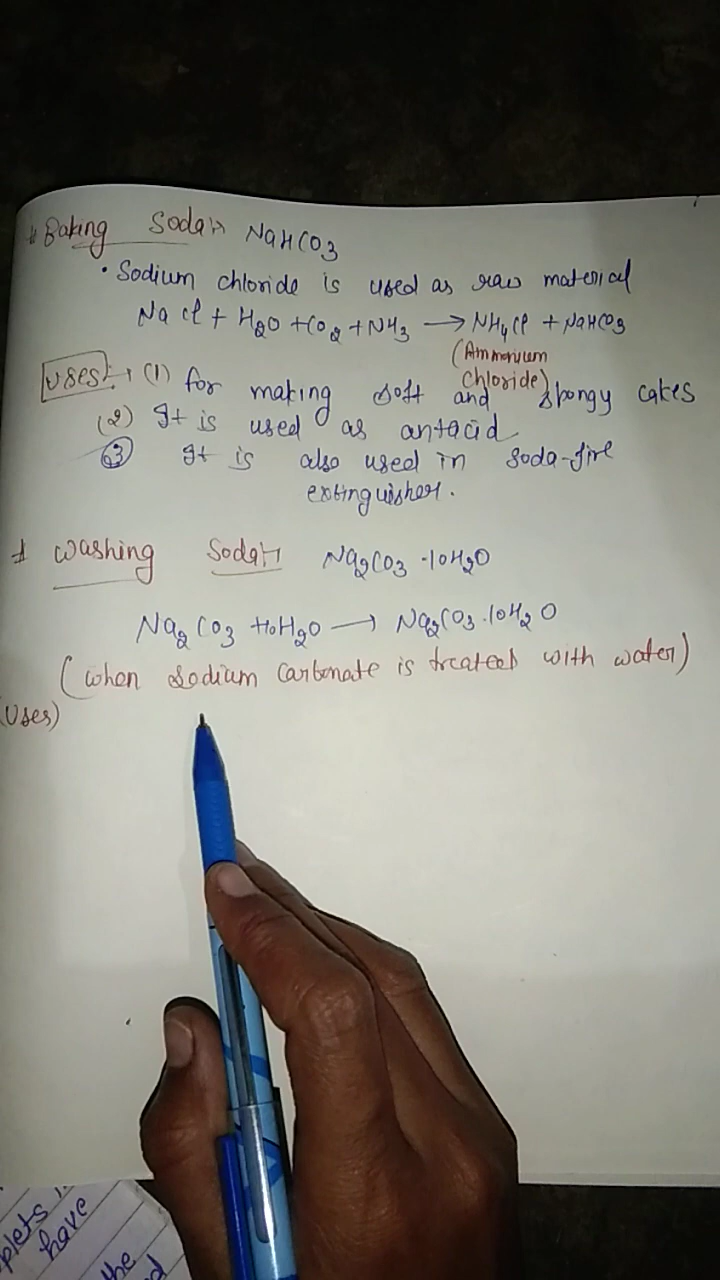 # Baking Soda:→ NaHCO3
• Sodium chloride is used as raw material
NaCl + H2O + CO2 + NH3 → NH4Cl + NaHCO3
(Ammonium
chloride)
Uses:→ (1) for making soft and spongy cakes
(2) It is used as antacid
(3) It is also used in soda-fire
extinguisher.
# Washing Soda:→ Na2CO3 ·10H2O
Na2CO3 +10H2O → Na2CO3.10H2O
(when sodium carbonate is treated with water)
(Uses)
plets
have
the